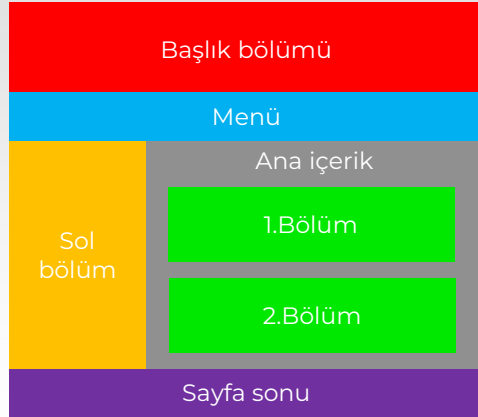 Başlık bölümü
Menü
Ana içerik
Sol
bölüm
1.Bölüm
2.Bölüm
Sayfa sonu